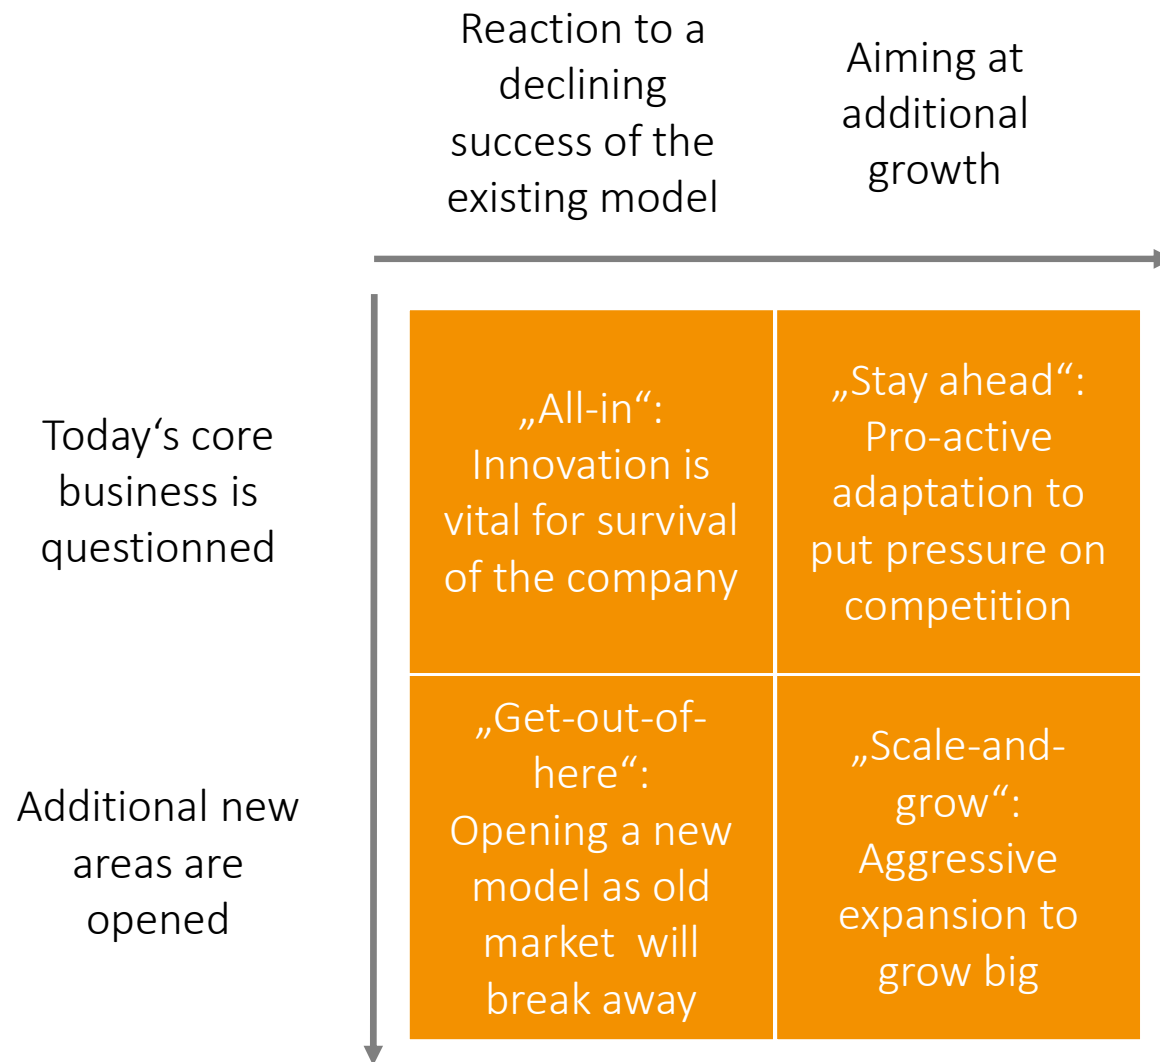 Reaction to a
declining
success of the
existing model
Aiming at
additional
growth
Today‘s core
business is
questionned
„All-in“:
Innovation is
vital for survival
of the company
„Stay ahead“:
Pro-active
adaptation to
put pressure on
competition
Additional new
areas are
opened
„Get-out-of-
here“:
Opening a new
model as old
market  will
break away
„Scale-and-
grow“:
Aggressive
expansion to
grow big